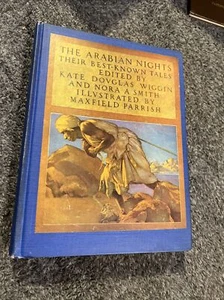 THE ARABIAN NIGHTS
THEIR BEST-KNOWN TALES
EDITED BY
KATE DOUGLAS WIGGIN
AND NORA A. SMITH
ILLUSTRATED BY
MAXFIELD PARRISH